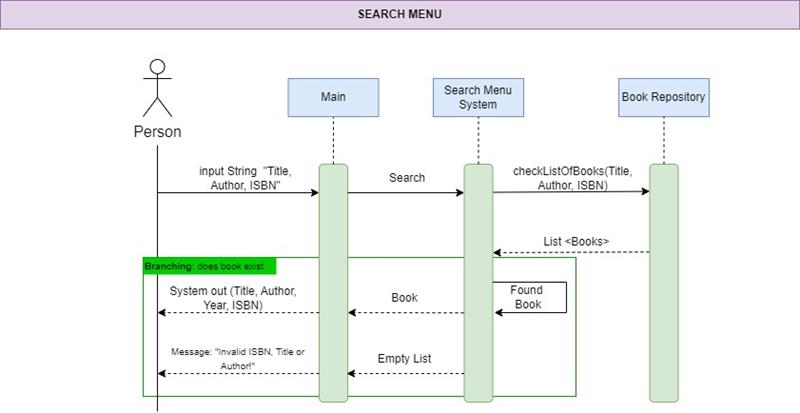 SEARCH MENU
Person
Main
Search Menu
System
Book Repository
input String "Title,
Author, ISBN"
Search
checkListOfBooks(Title,
Author, ISBN)
List <Books>
Branching: does book exist
System out (Title, Author,
Year, ISBN)
Book
Found
Book
Message: "Invalid ISBN, Title or
Author!"
Empty List